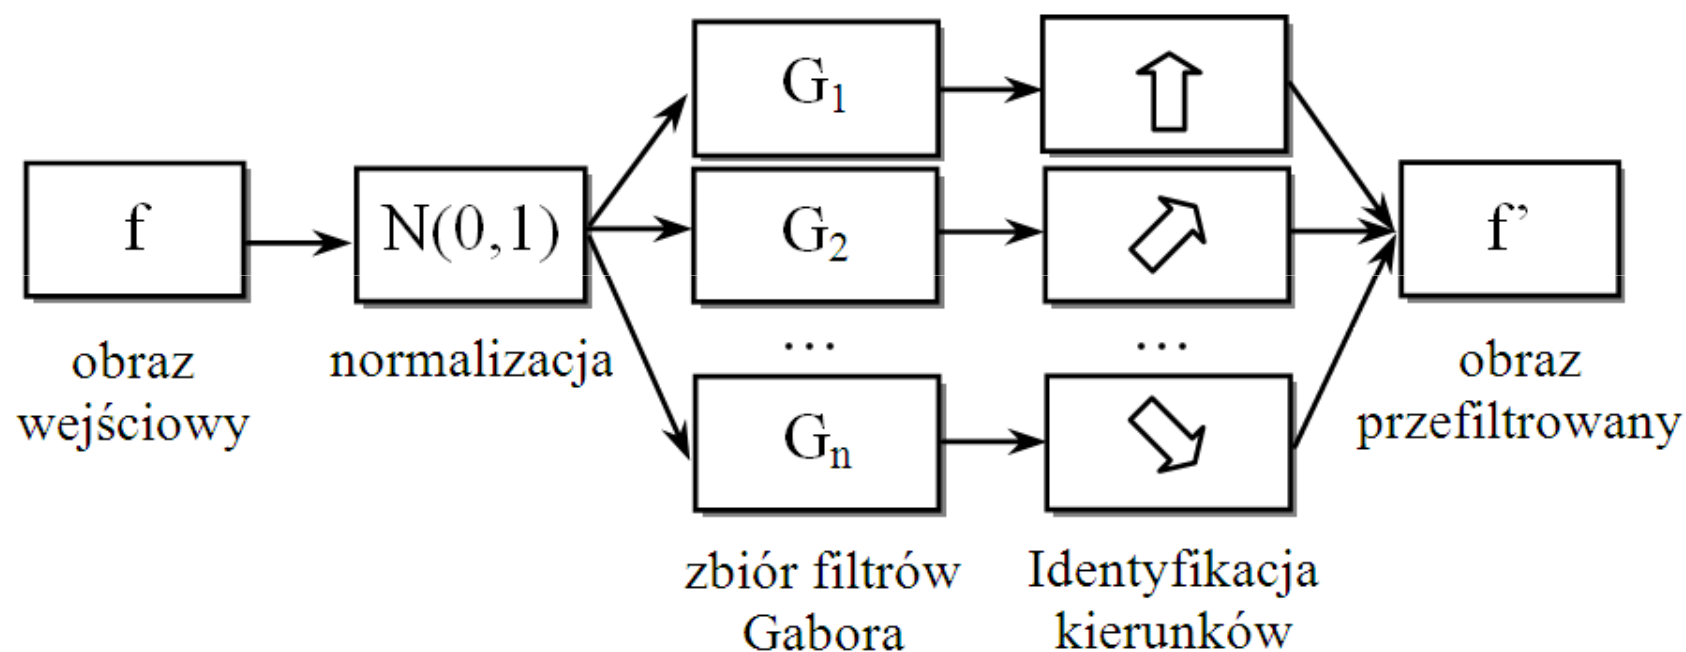 f
N(0,1)
G₁
G₂
...
...
Gₙ
f’
obraz
wejściowy
normalizacja
zbiór filtrów
Gabora
Identyfikacja
kierunków
obraz
przefiltrowany